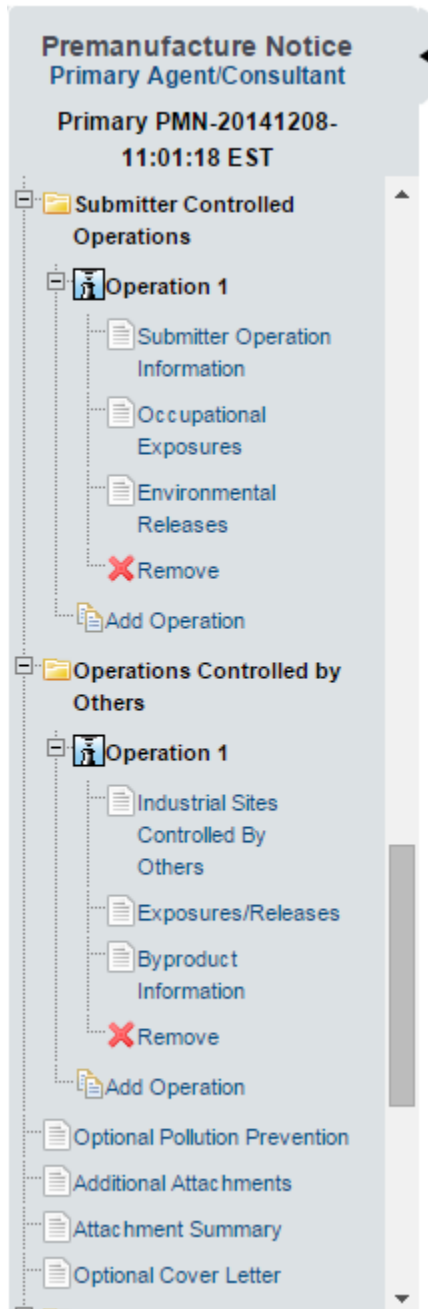 Premanufacture Notice
Primary Agent/Consultant
Primary PMN-20141208-
11:01:18 EST
Submitter Controlled
Operations
Operation 1
Submitter Operation
Information
Occupational
Exposures
Environmental
Releases
Remove
Add Operation
Operations Controlled by
Others
Operation 1
Industrial Sites
Controlled By
Others
Exposures/Releases
Byproduct
Information
Remove
Add Operation
Optional Pollution Prevention
Additional Attachments
Attachment Summary
Optional Cover Letter